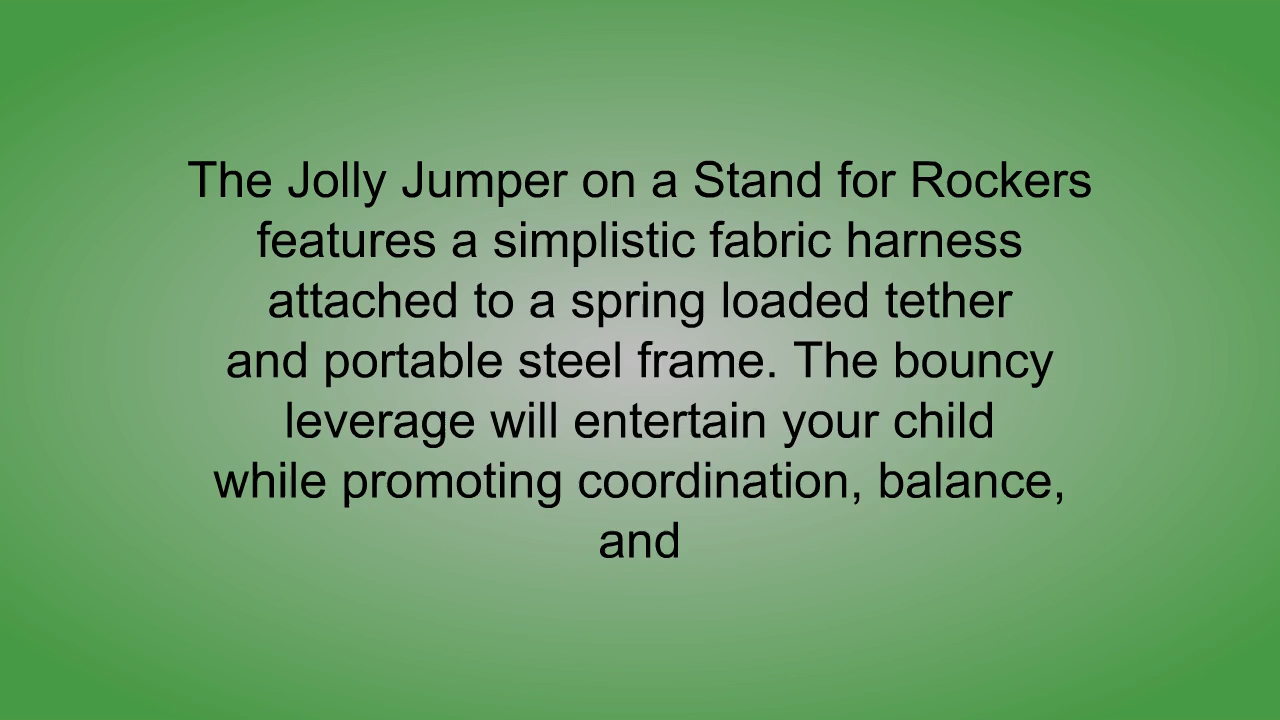 The Jolly Jumper on a Stand for Rockers
features a simplistic fabric harness
attached to a spring loaded tether
and portable steel frame. The bouncy
leverage will entertain your child
while promoting coordination, balance,
and